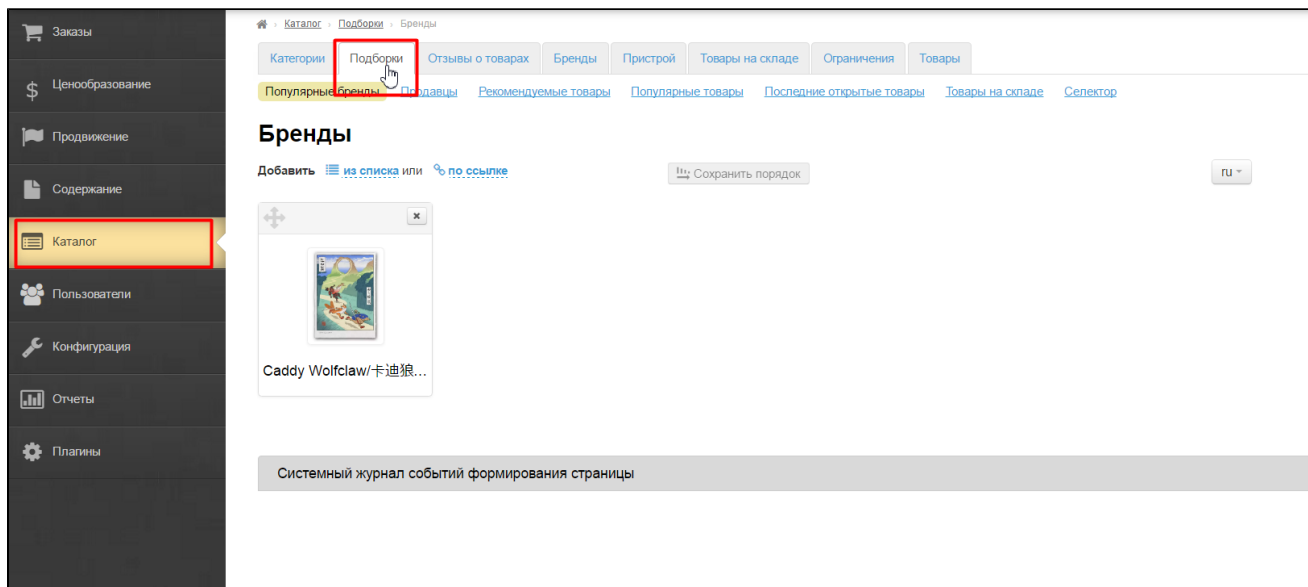 Каталог › Подборки › Бренды
Заказы
Ценообразование
Продвижение
Содержание
Каталог
Пользователи
Конфигурация
Отчеты
Плагины
Категории Подборки Отзывы о товарах Бренды Пристрой Товары на складе Ограничения Товары
Популярные бренды Продавцы Рекомендуемые товары Популярные товары Последние открытые товары Товары на складе Селектор
Бренды
Добавить из списка или по ссылке Сохранить порядок ru
Caddy Wolfclaw/卡迪狼...
Системный журнал событий формирования страницы